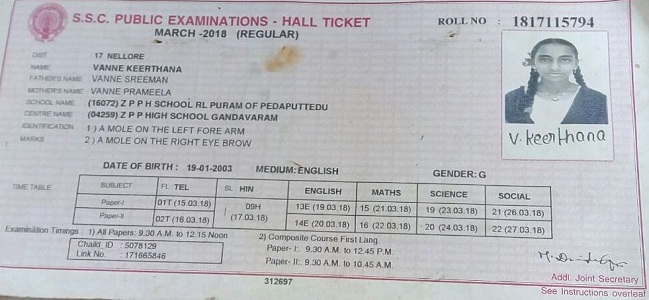 S.S.C. PUBLIC EXAMINATIONS - HALL TICKET
ROLL NO : 1817115794
MARCH -2018 (REGULAR)
DIST 17 NELLORE
NAME VANNE KEERTHANA
FATHER'S NAME VANNE SREEMAN
MOTHER'S NAME VANNE PRAMEELA
SCHOOL NAME (16072) Z P P H SCHOOL RL PURAM OF PEDAPUTTEDU
CENTRE NAME (04259) Z P P HIGH SCHOOL GANDAVARAM
IDENTIFICATION 1 ) A MOLE ON THE LEFT FORE ARM
MARKS 2 ) A MOLE ON THE RIGHT EYE BROW
V. Keerthana
DATE OF BIRTH : 19-01-2003 MEDIUM:ENGLISH GENDER: G
TIME TABLE
SUBJECT FL TEL SL HIN ENGLISH MATHS SCIENCE SOCIAL
Paper-I 01T (15.03.18) 09H (17.03.18) 13E (19.03.18) 15 (21.03.18) 19 (23.03.18) 21 (26.03.18)
Paper-II 02T (16.03.18) 14E (20.03.18) 16 (22.03.18) 20 (24.03.18) 22 (27.03.18)
Examination Timings : 1) All Papers: 9.30 A.M. to 12.15 Noon
2) Composite Course First Lang.
Paper- I:. 9.30 A.M. to 12.45 P.M.
Paper- I:. 9.30 A.M. to 10.45 A.M.
Chaild ID : 5078129
Link No. : 171665846
312697
Addl. Joint Secretary
See Instructions overleaf